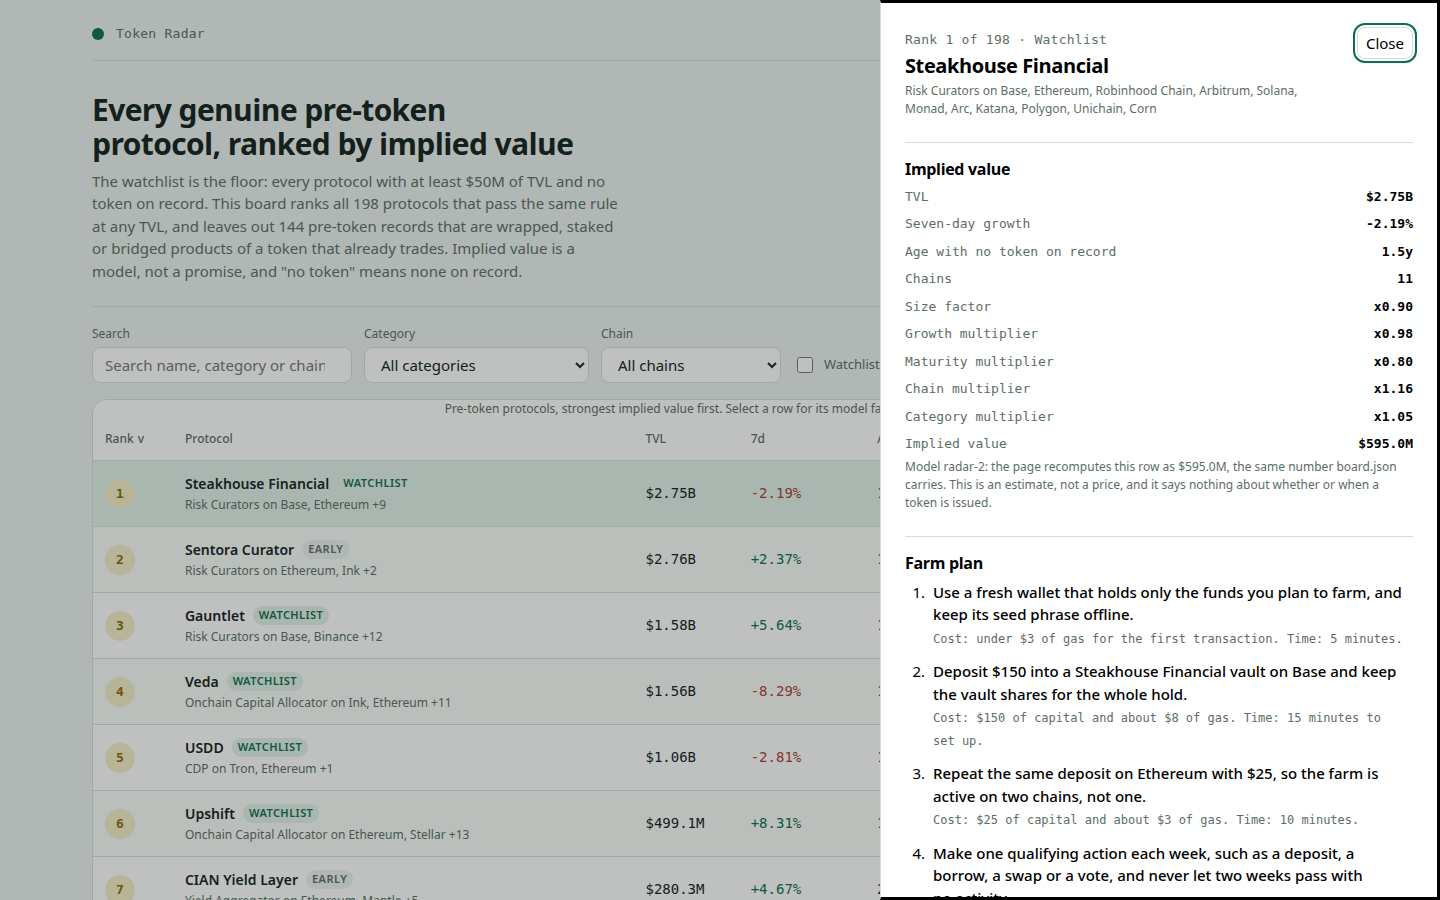 Token Radar
Every genuine pre-token
protocol, ranked by implied value
The watchlist is the floor: every protocol with at least $50M of TVL and no
token on record. This board ranks all 198 protocols that pass the same rule
at any TVL, and leaves out 144 pre-token records that are wrapped, staked
or bridged products of a token that already trades. Implied value is a
model, not a promise, and "no token" means none on record.
Search
Category
Chain
Search name, category or chain
All categories
All chains
Watchlist
Pre-token protocols, strongest implied value first. Select a row for its model
Rank v
Protocol
TVL
7d
1
Steakhouse Financial WATCHLIST
Risk Curators on Base, Ethereum +9
$2.75B
-2.19%
2
Sentora Curator EARLY
Risk Curators on Ethereum, Ink +2
$2.76B
+2.37%
3
Gauntlet WATCHLIST
Risk Curators on Base, Binance +12
$1.58B
+5.64%
4
Veda WATCHLIST
Onchain Capital Allocator on Ink, Ethereum +11
$1.56B
-8.29%
5
USDD WATCHLIST
CDP on Tron, Ethereum +1
$1.06B
-2.81%
6
Upshift WATCHLIST
Onchain Capital Allocator on Ethereum, Stellar +13
$499.1M
+8.31%
7
CIAN Yield Layer EARLY
Yield Aggregator on Ethereum, Mantle +5
$280.3M
+4.67%
Rank 1 of 198 · Watchlist
Close
Steakhouse Financial
Risk Curators on Base, Ethereum, Robinhood Chain, Arbitrum, Solana,
Monad, Arc, Katana, Polygon, Unichain, Corn
Implied value
TVL $2.75B
Seven-day growth -2.19%
Age with no token on record 1.5y
Chains 11
Size factor x0.90
Growth multiplier x0.98
Maturity multiplier x0.80
Chain multiplier x1.16
Category multiplier x1.05
Implied value $595.0M
Model radar-2: the page recomputes this row as $595.0M, the same number board.json
carries. This is an estimate, not a price, and it says nothing about whether or when a
token is issued.
Farm plan
1. Use a fresh wallet that holds only the funds you plan to farm, and
keep its seed phrase offline.
Cost: under $3 of gas for the first transaction. Time: 5 minutes.
2. Deposit $150 into a Steakhouse Financial vault on Base and keep
the vault shares for the whole hold.
Cost: $150 of capital and about $8 of gas. Time: 15 minutes to
set up.
3. Repeat the same deposit on Ethereum with $25, so the farm is
active on two chains, not one.
Cost: $25 of capital and about $3 of gas. Time: 10 minutes.
4. Make one qualifying action each week, such as a deposit, a
borrow, a swap or a vote, and never let two weeks pass with
no activity.